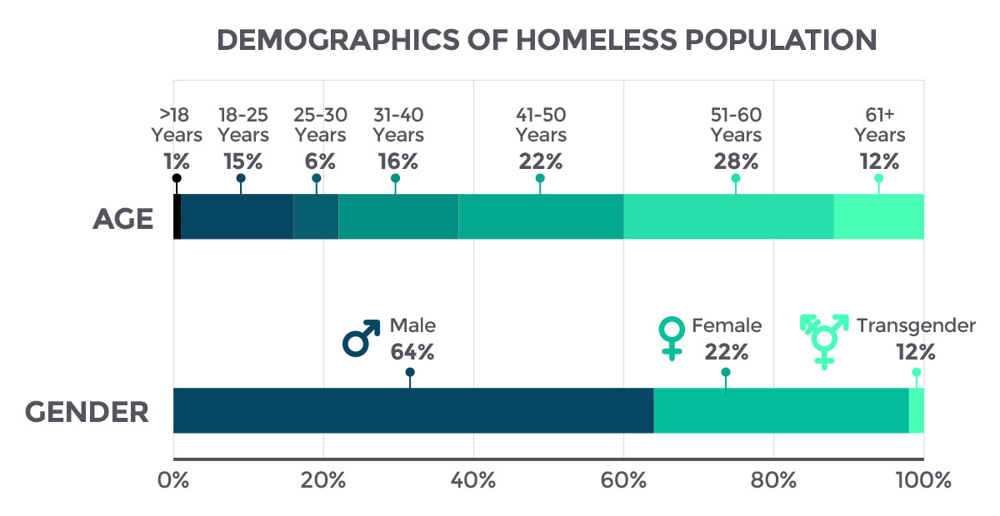 DEMOGRAPHICS OF HOMELESS POPULATION
>18 18-25 25-30 31-40 41-50 51-60 61+
Years Years Years Years Years Years Years
1% 15% 6% 16% 22% 28% 12%
AGE
Male Female Transgender
64% 22% 12%
GENDER
0% 20% 40% 60% 80% 100%